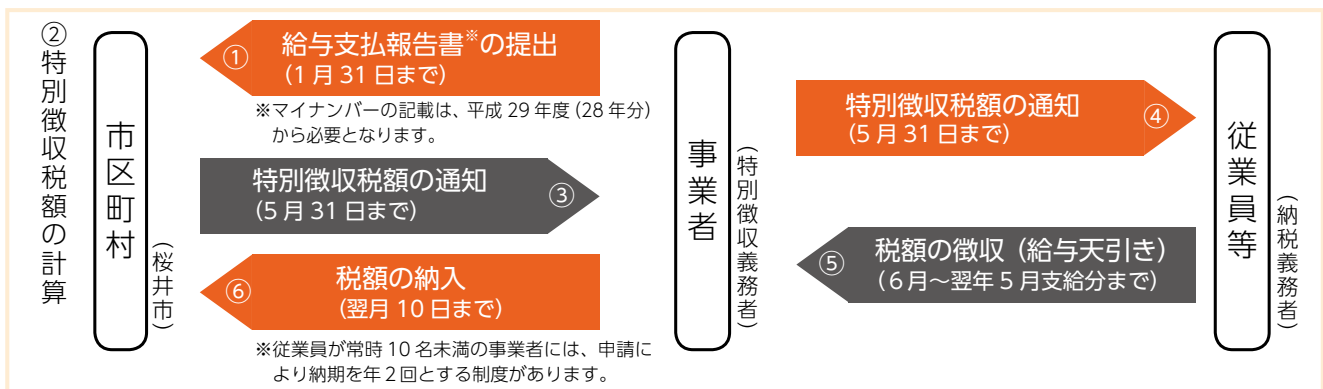 ②特別徴収税額の計算
市区町村
(桜井市)
① 給与支払報告書※の提出
(1月31日まで)
※マイナンバーの記載は、平成29年度(28年分)
から必要となります。
特別徴収税額の通知 ③
(5月31日まで)
⑥ 税額の納入
(翌月10日まで)
※従業員が常時10名未満の事業者には、申請に
より納期を年2回とする制度があります。
事業者
(特別徴収義務者)
特別徴収税額の通知 ④
(5月31日まで)
⑤ 税額の徴収(給与天引き)
(6月～翌年5月支給分まで)
従業員等
(納税義務者)